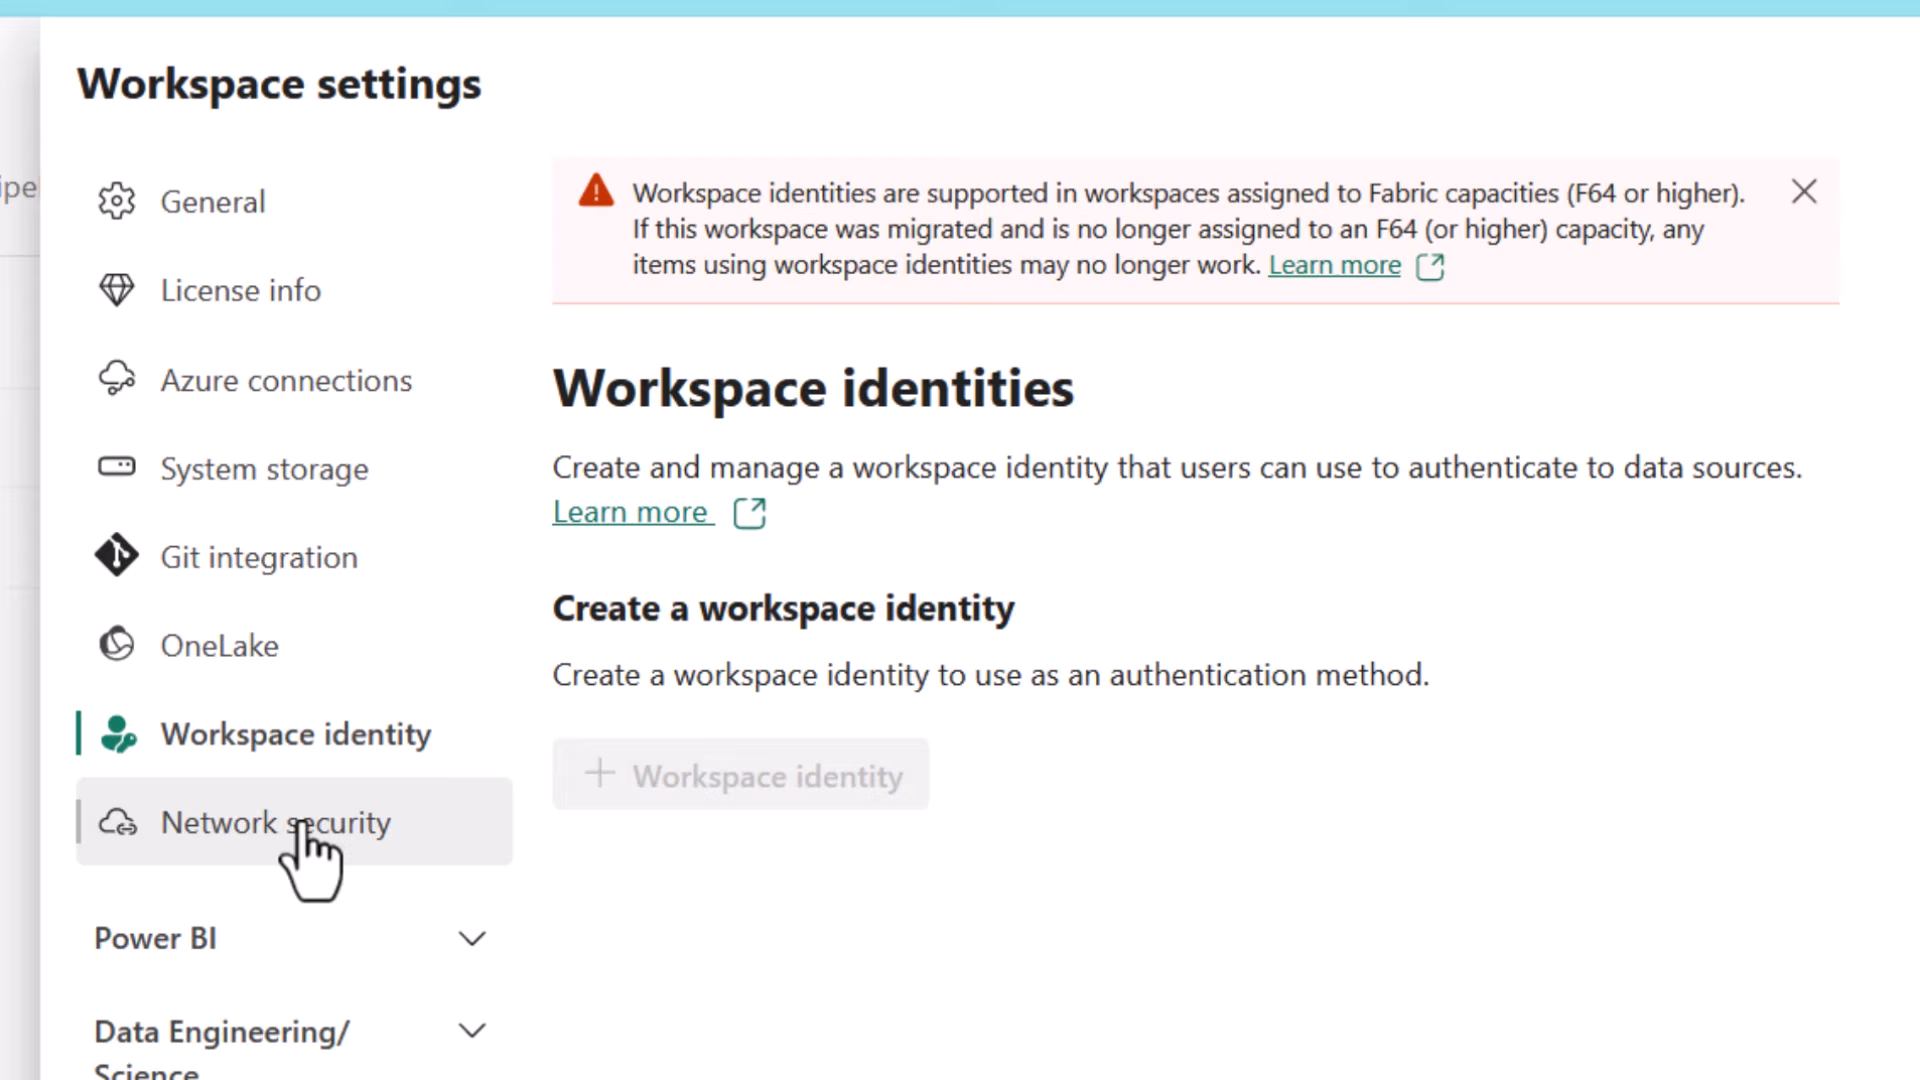 Workspace settings
ipe
General
License info
Azure connections
System storage
Git integration
OneLake
Workspace identity
Network security
Power BI
Data Engineering/
Science
Workspace identities are supported in workspaces assigned to Fabric capacities (F64 or higher).
If this workspace was migrated and is no longer assigned to an F64 (or higher) capacity, any
items using workspace identities may no longer work. Learn more
Workspace identities
Create and manage a workspace identity that users can use to authenticate to data sources.
Learn more
Create a workspace identity
Create a workspace identity to use as an authentication method.
+ Workspace identity